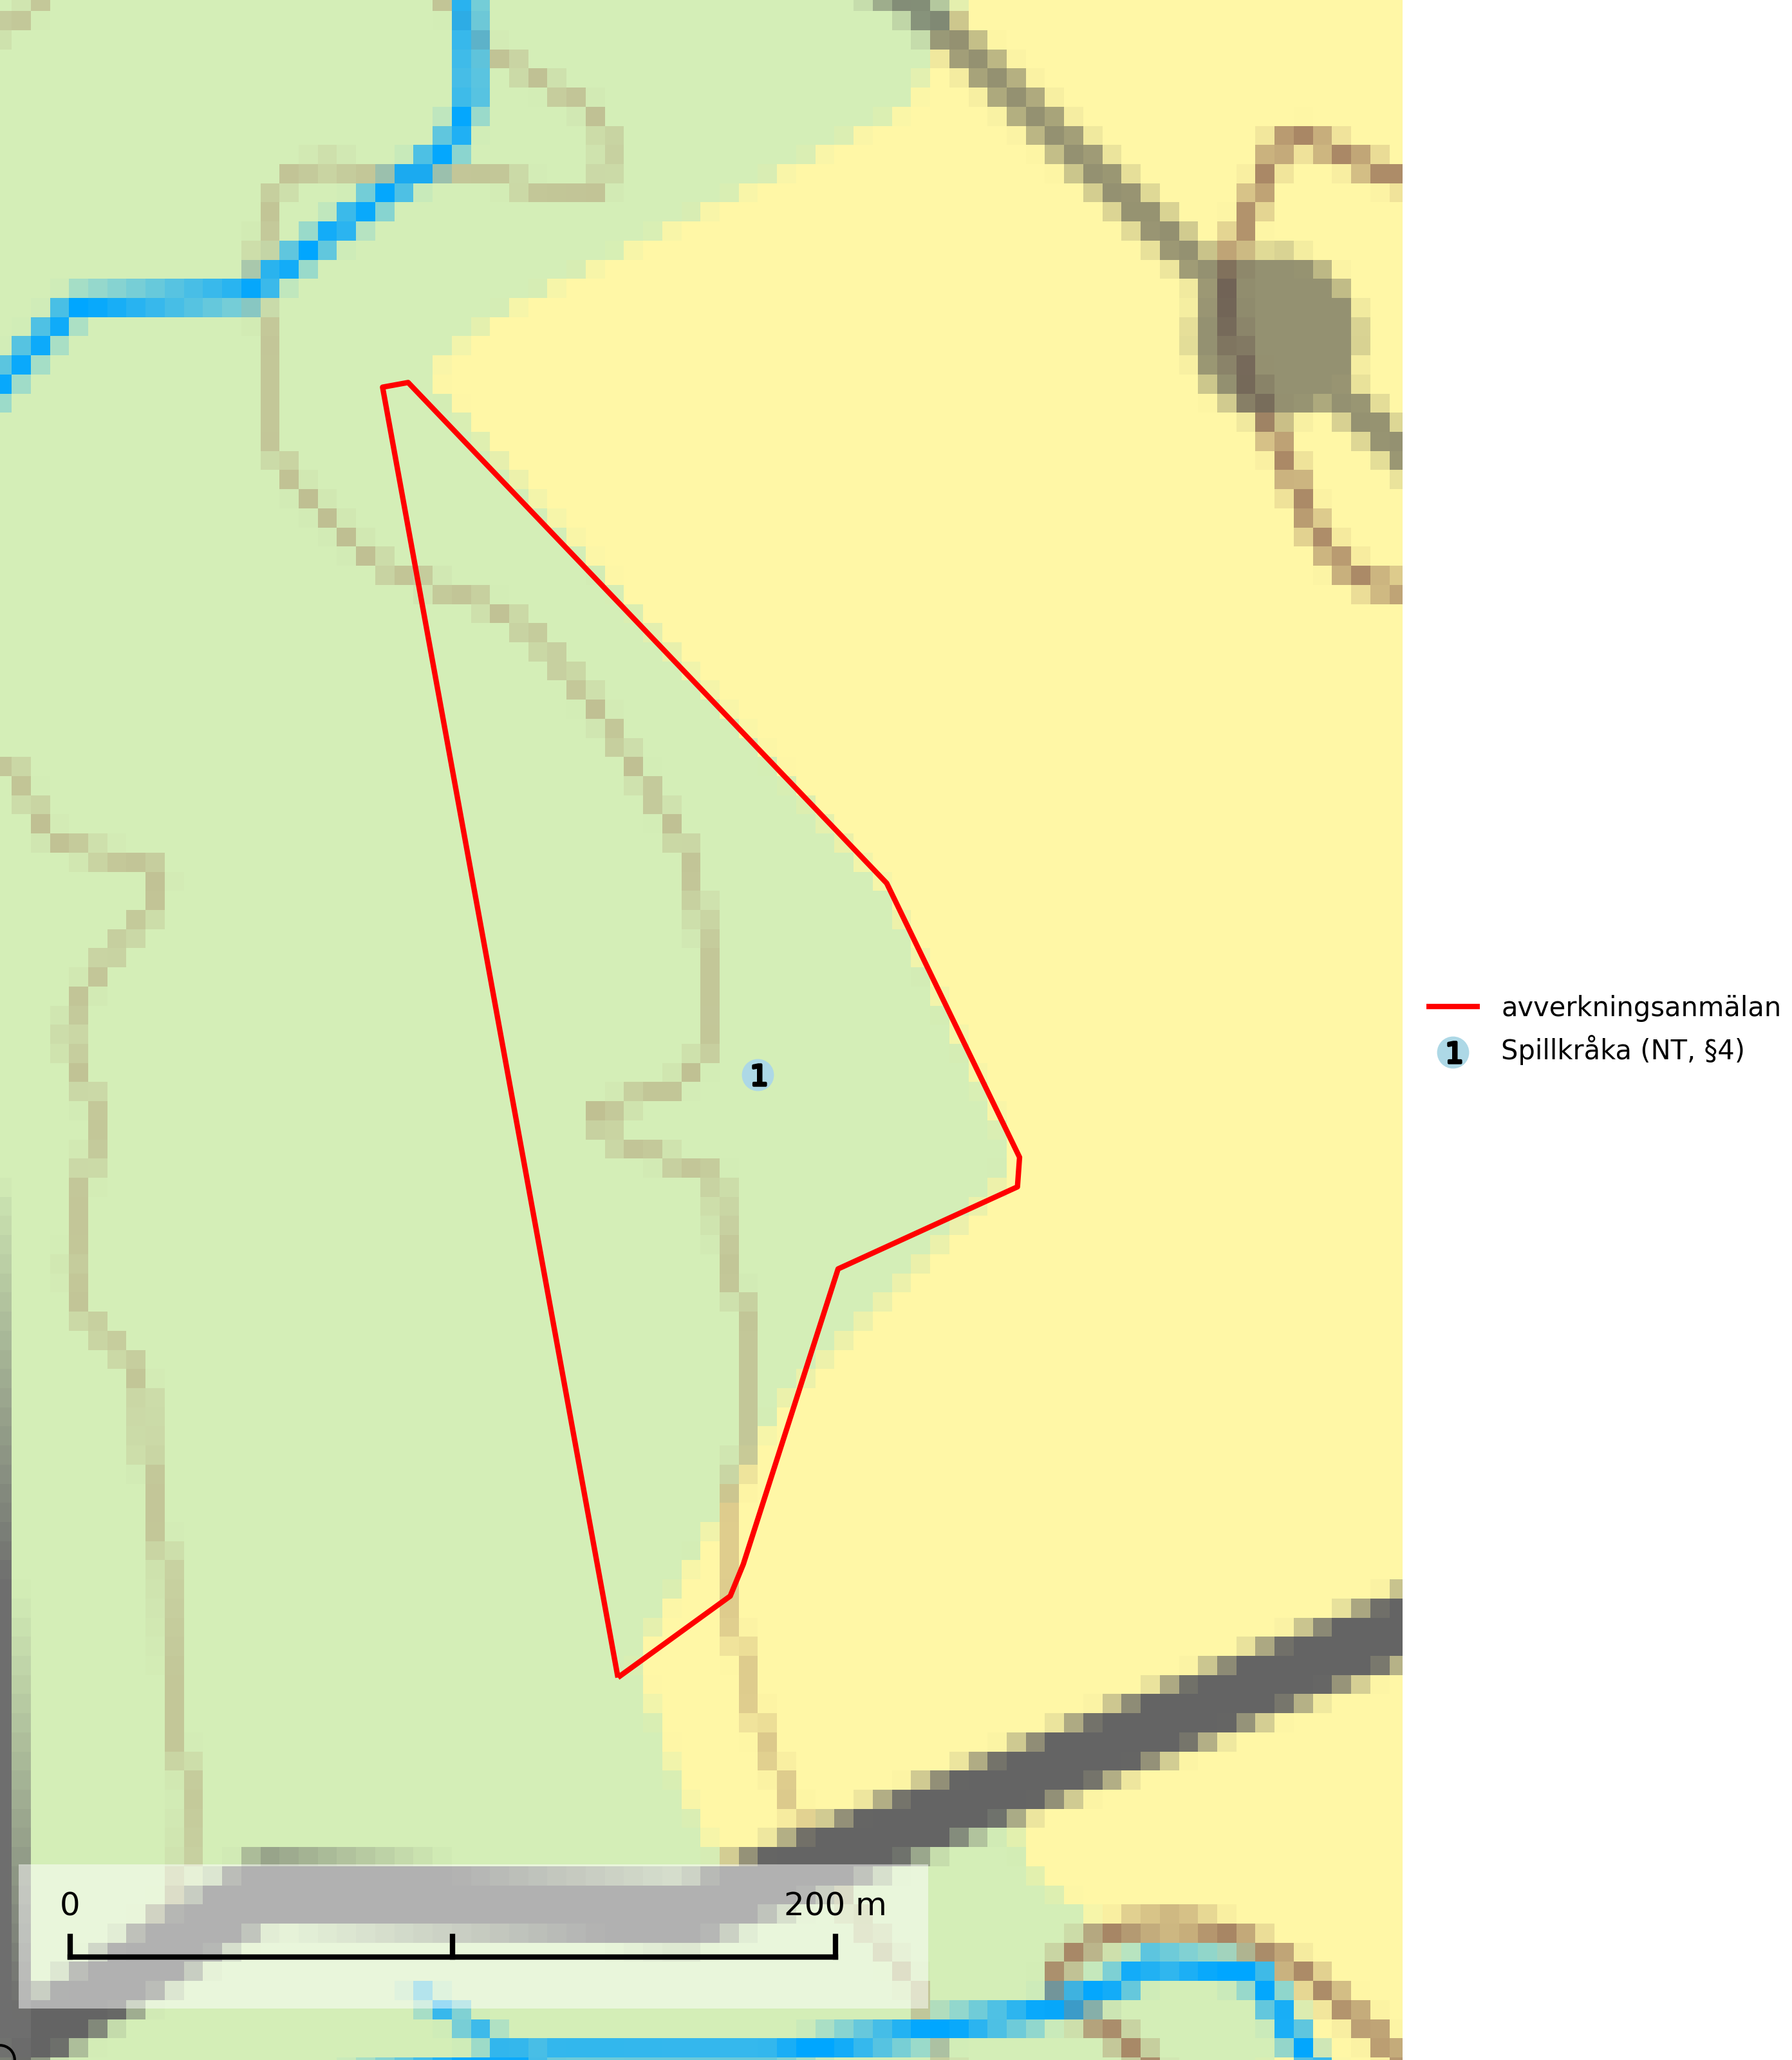 1
avverkningsanmälan
1 Spillkråka (NT, §4)
0 200 m